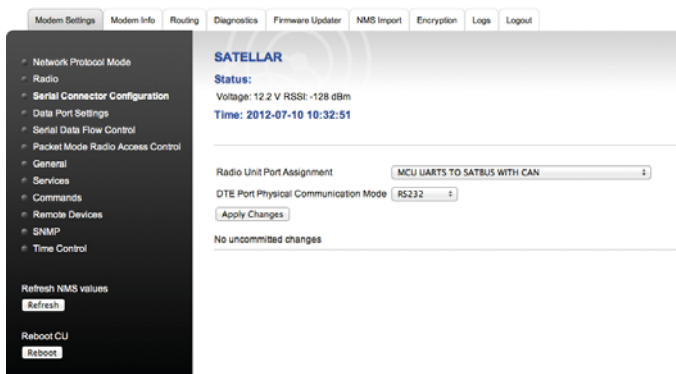 Modem Settings Modem Info Routing Diagnostics Firmware Updater NMS Import Encryption Logs Logout
Network Protocol Mode
Radio
Serial Connector Configuration
Data Port Settings
Serial Data Flow Control
Packet Mode Radio Access Control
General
Services
Commands
Remote Devices
SNMP
Time Control
Refresh NMS values
Refresh
Reboot CU
Reboot
SATELLAR
Status:
Voltage: 12.2 V RSSI: -128 dBm
Time: 2012-07-10 10:32:51
Radio Unit Port Assignment MCU UARTS TO SATBUS WITH CAN
DTE Port Physical Communication Mode RS232
Apply Changes
No uncommitted changes